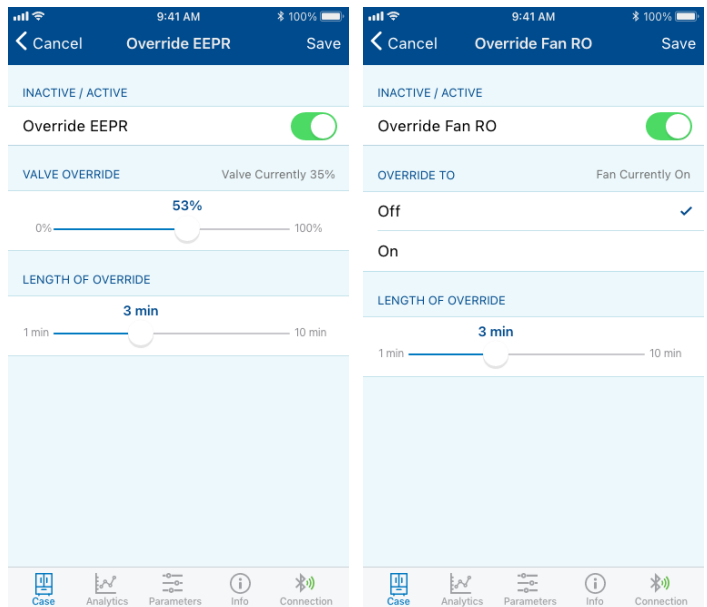 9:41 AM 100%
Cancel Override EEPR Save
INACTIVE / ACTIVE
Override EEPR
VALVE OVERRIDE Valve Currently 35%
53%
0% 100%
LENGTH OF OVERRIDE
3 min
1 min 10 min
Case Analytics Parameters Info Connection
9:41 AM 100%
Cancel Override Fan RO Save
INACTIVE / ACTIVE
Override Fan RO
OVERRIDE TO Fan Currently On
Off
On
LENGTH OF OVERRIDE
3 min
1 min 10 min
Case Analytics Parameters Info Connection